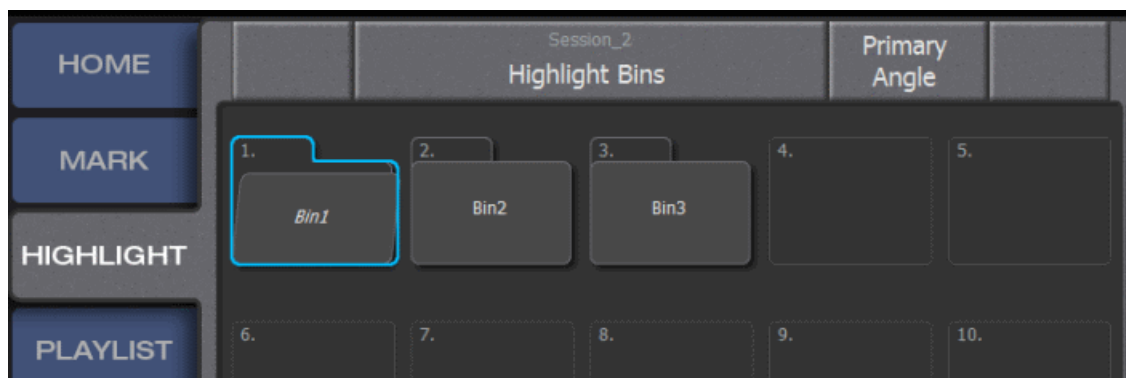 HOME
MARK
HIGHLIGHT
PLAYLIST
Session_2
Highlight Bins
Primary
Angle
1.
Bin1
2.
Bin2
3.
Bin3
4.
5.
6.
7.
8.
9.
10.